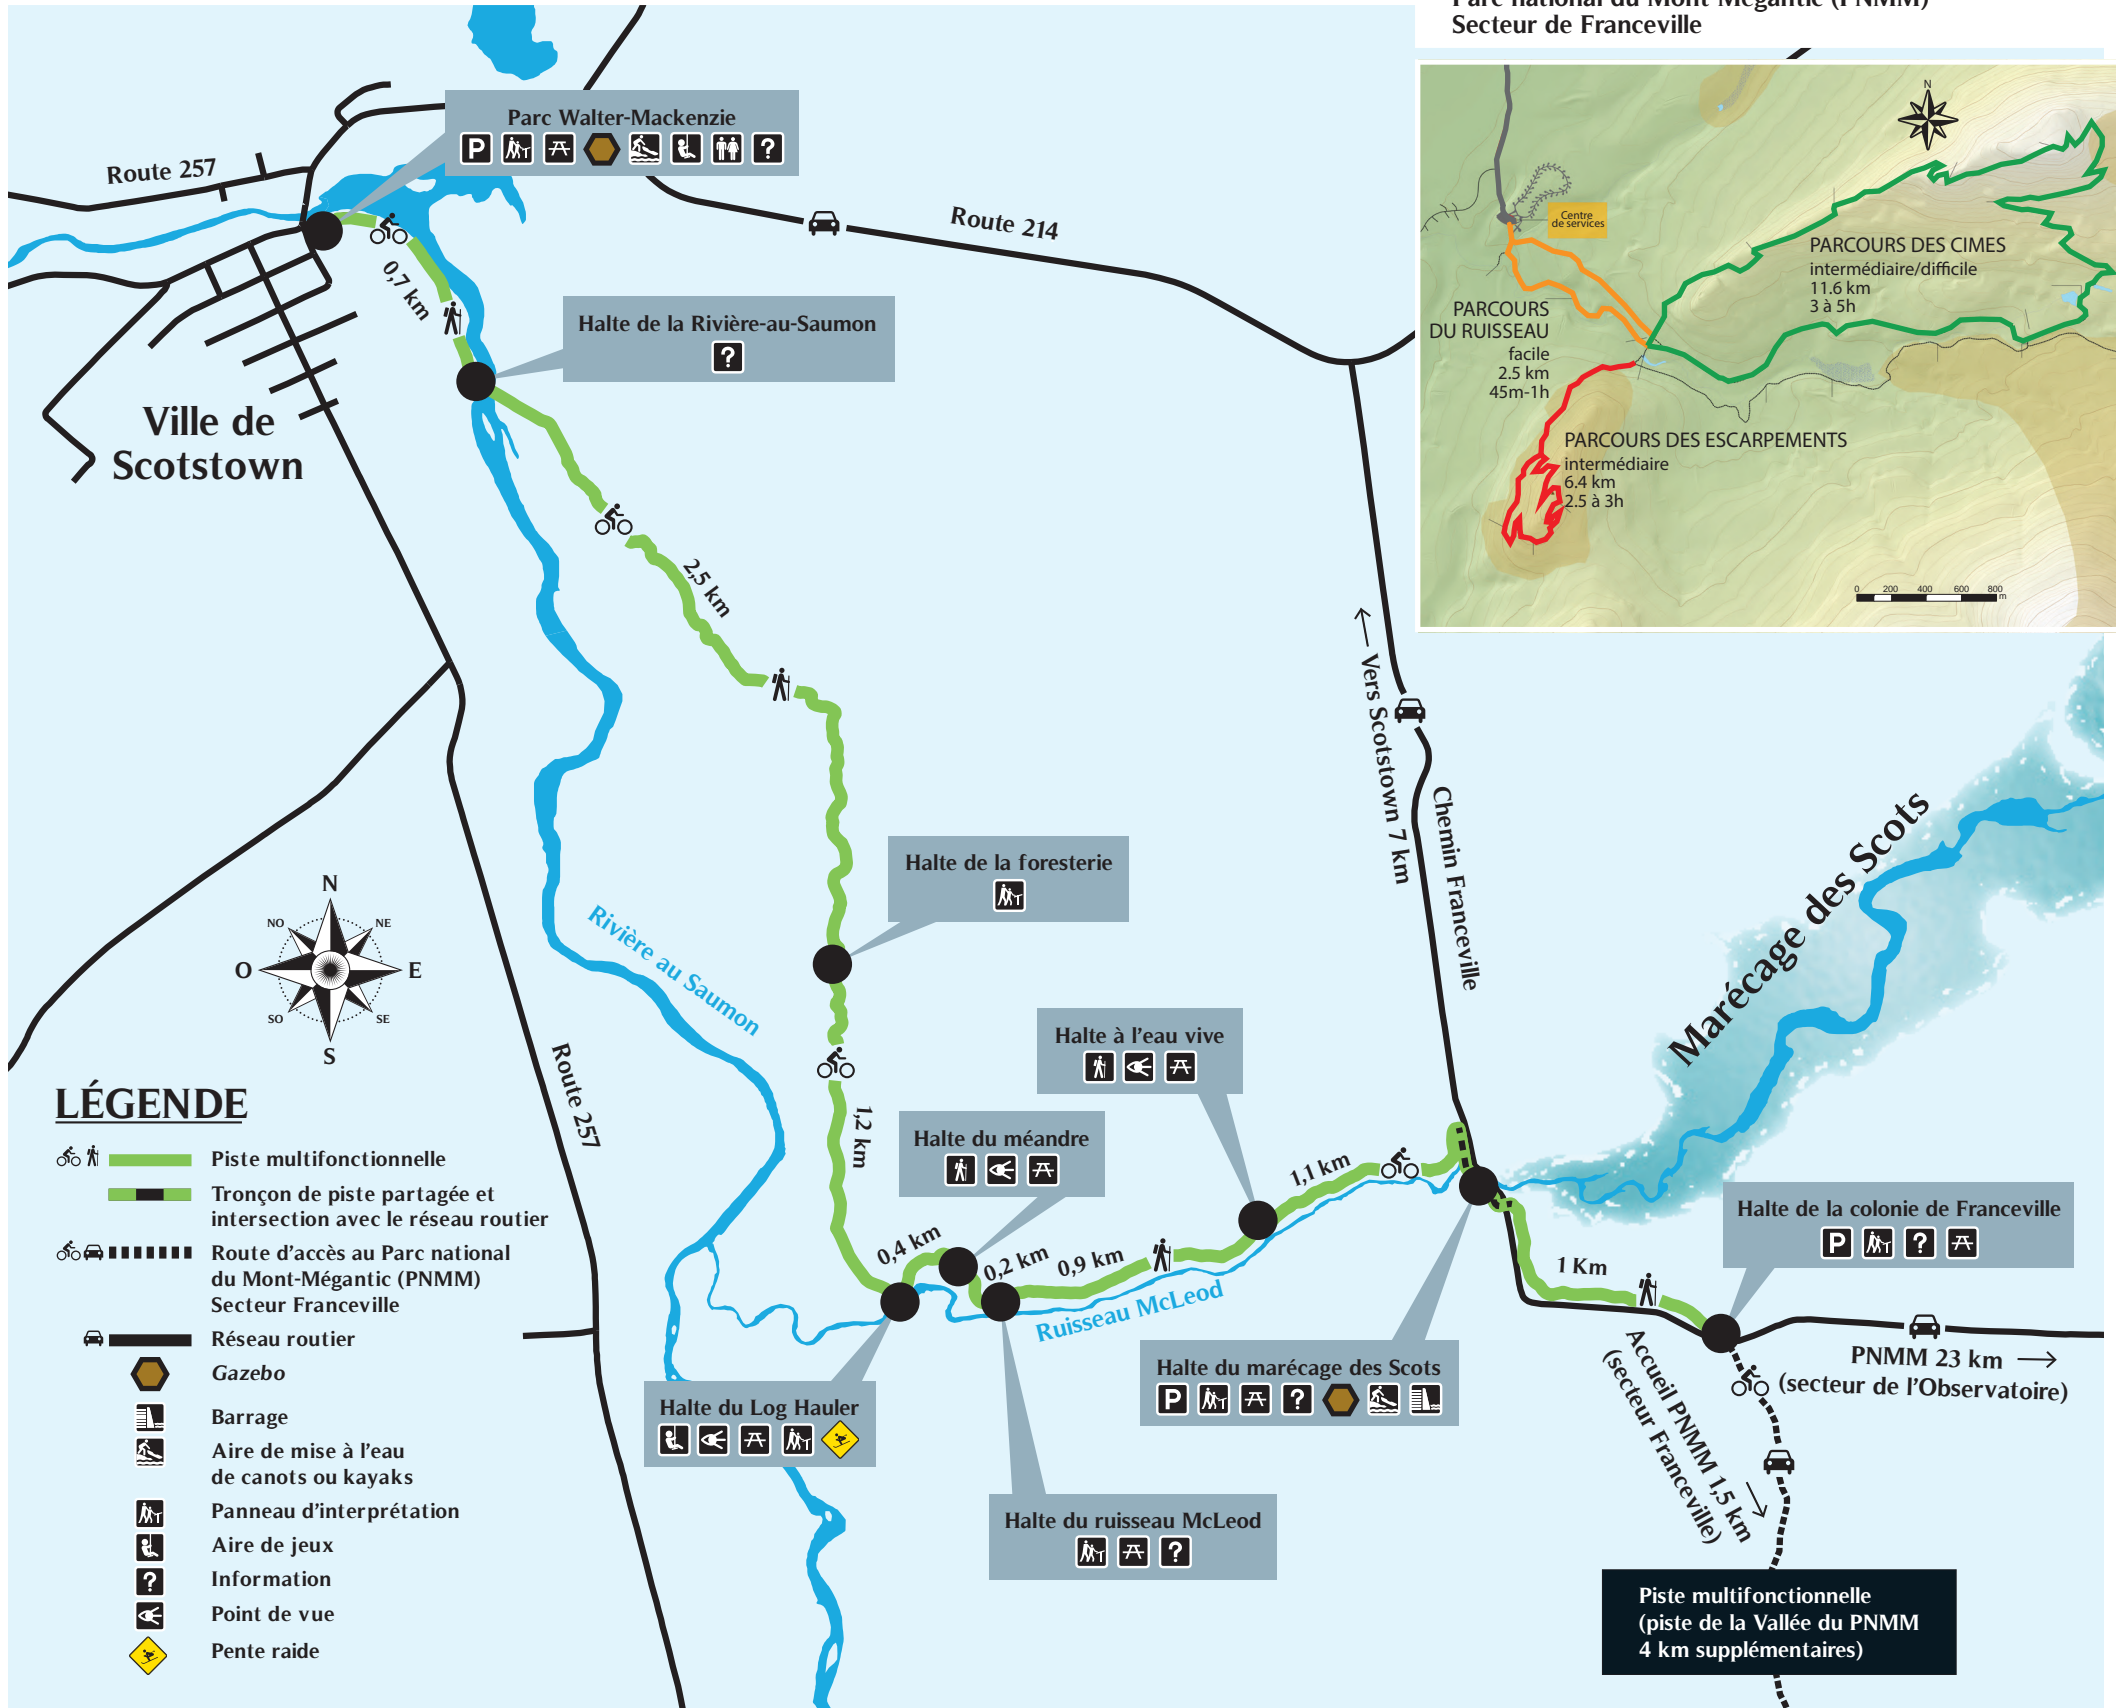 Parc national du Mont-Mégantic (PNMM)
Secteur de Franceville
N
Centre
de services
PARCOURS DES CIMES
intermédiaire/difficile
11.6 km
3 à 5h
PARCOURS
DU RUISSEAU
facile
2.5 km
45m-1h
PARCOURS DES ESCARPEMENTS
intermédiaire
6.4 km
2.5 à 3h
0 200 400 600 800
m
Parc Walter-Mackenzie
P
?
Route 257
Route 214
0,7 km
Halte de la Rivière-au-Saumon
?
Ville de
Scotstown
2,5 km
Vers Scotstown 7 km
Chemin Franceville
Marécage des Scots
Halte de la foresterie
Rivière au Saumon
N
NO
NE
O
E
SO
SE
S
Route 257
1,2 km
Halte à l'eau vive
Halte du méandre
1,1 km
0,4 km
0,2 km
0,9 km
Ruisseau McLeod
Halte de la colonie de Franceville
P
?
1 Km
Halte du marécage des Scots
P
?
PNMM 23 km
(secteur de l'Observatoire)
Accueil PNMM 1,5 km
(secteur Franceville)
Halte du Log Hauler
Halte du ruisseau McLeod
?
Piste multifonctionnelle
(piste de la Vallée du PNMM
4 km supplémentaires)
LÉGENDE
Piste multifonctionnelle
Tronçon de piste partagée et
intersection avec le réseau routier
Route d'accès au Parc national
du Mont-Mégantic (PNMM)
Secteur Franceville
Réseau routier
Gazebo
Barrage
Aire de mise à l'eau
de canots ou kayaks
Panneau d'interprétation
Aire de jeux
?
Information
Point de vue
Pente raide